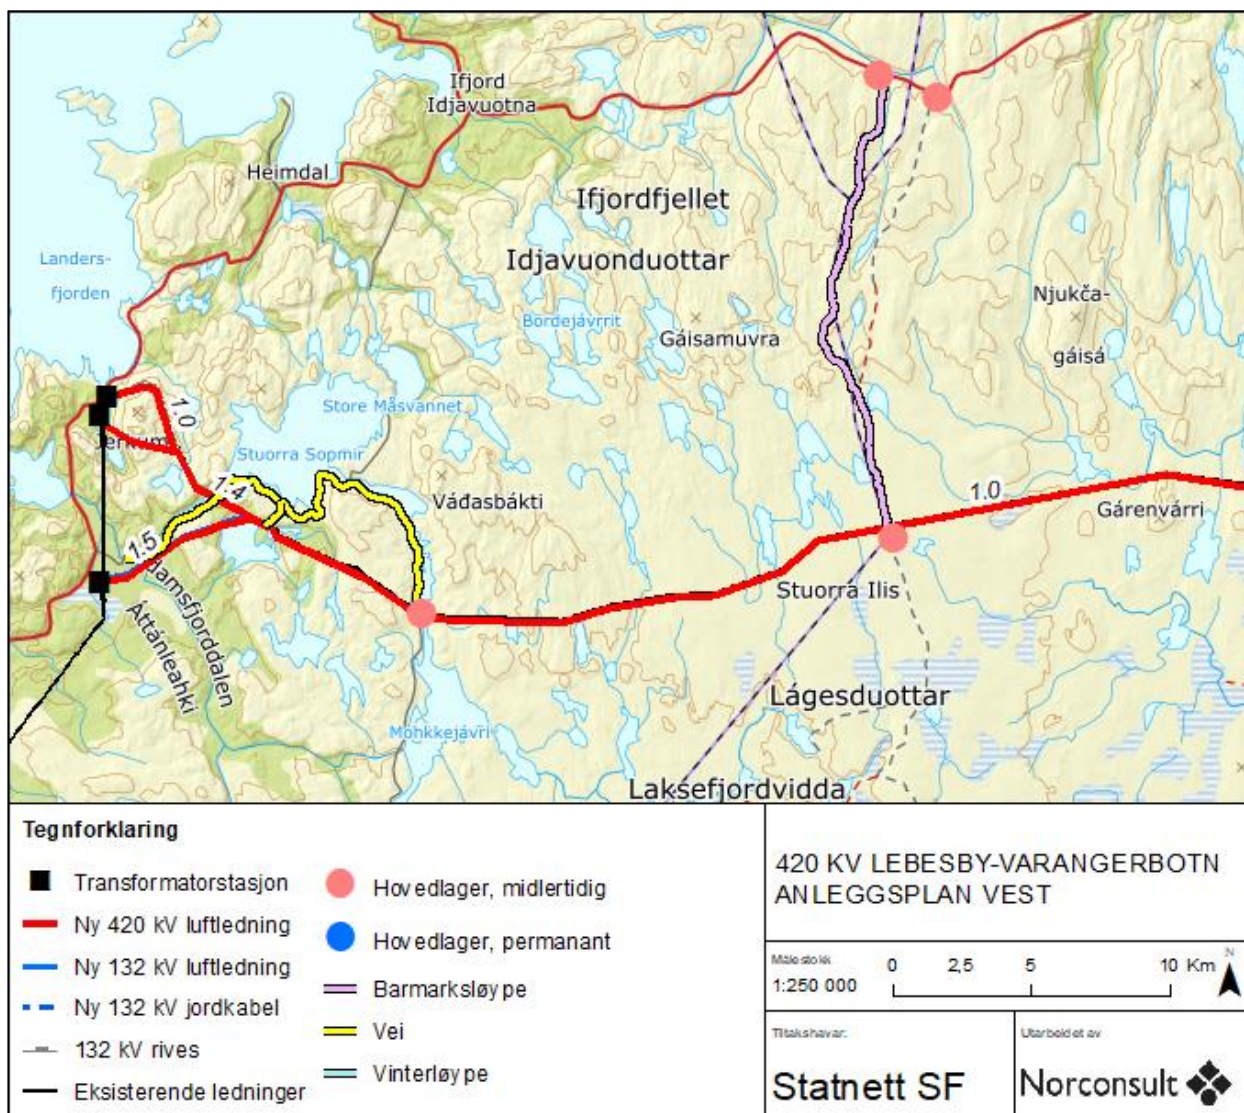 Ifjord
Idjavuotna
Heimdal
Ifjordfjellet
Landers-
fjorden
Idjavuonduottar
Njukča-
gáisá
Bordejávrrit
Gáisamuvra
Store Måsvannet
1.0
Stuorra Sopmir
1.4
Váđasbákti
1.0
Gárenvárri
1.5
Stuorra Ilis
Áttánleahki
Lágesduottar
Laksefjordvidda
Tegnforklaring
Transformatorstasjon
Ny 420 kV luftledning
Ny 132 kV luftledning
Ny 132 kV jordkabel
132 kV rives
Eksisterende ledninger
Hovedlager, midlertidig
Hovedlager, permanant
Barmarksløype
Vei
Vinterløype
420 KV LEBESBY-VARANGERBOTN
ANLEGGSPLAN VEST
Målestokk
1:250 000
0 2,5 5 10 Km
N
Tiltakshavar:
Statnett SF
Utarbeidet av
Norconsult